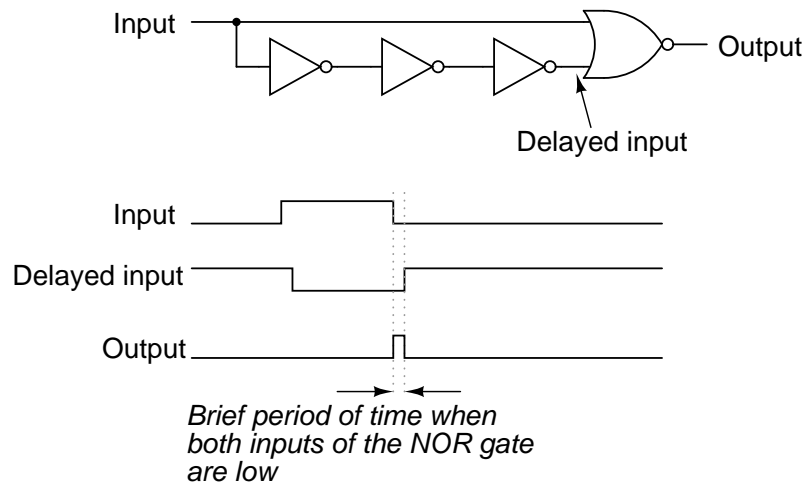 Input
Output
Delayed input
Input
Delayed input
Output
Brief period of time when
both inputs of the NOR gate
are low